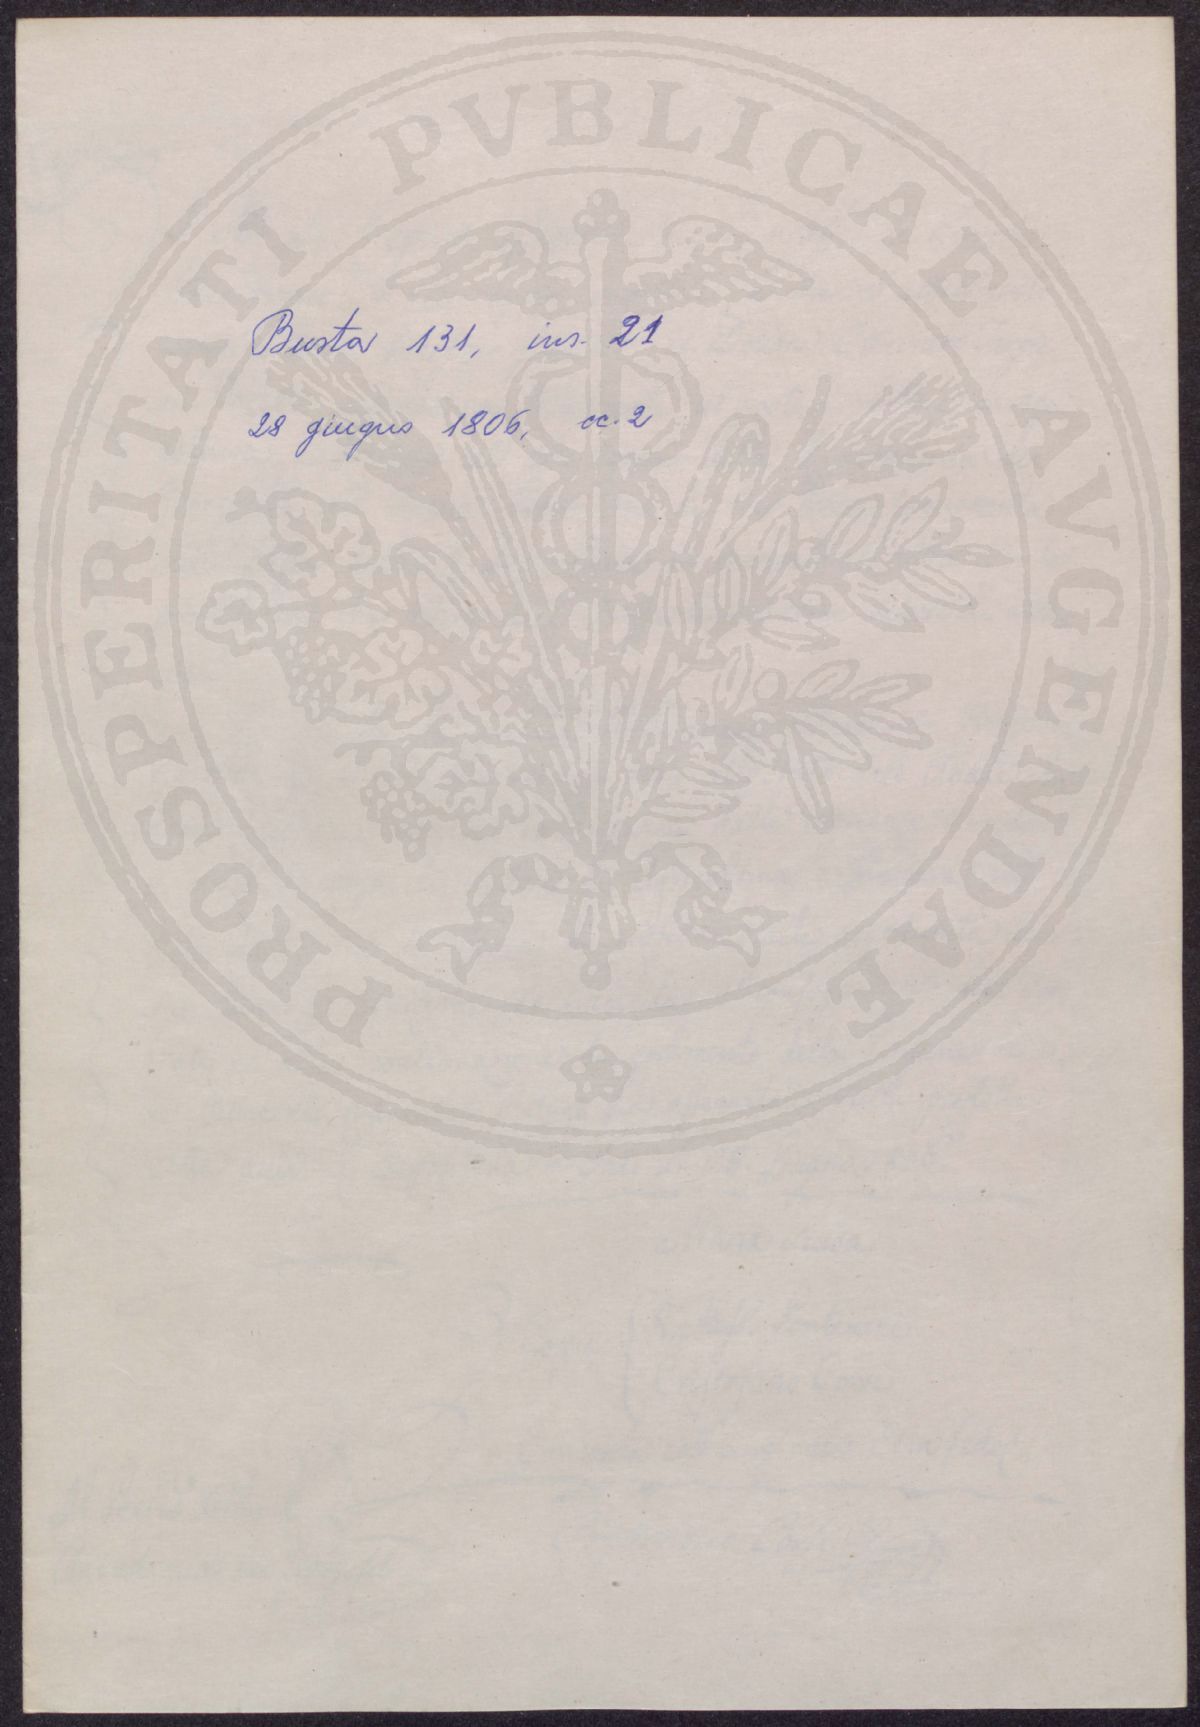 PROSPERITATI PVBLICAE AVGENDAE
Busta 131, ins. 21
28 giugno 1806, cc. 2